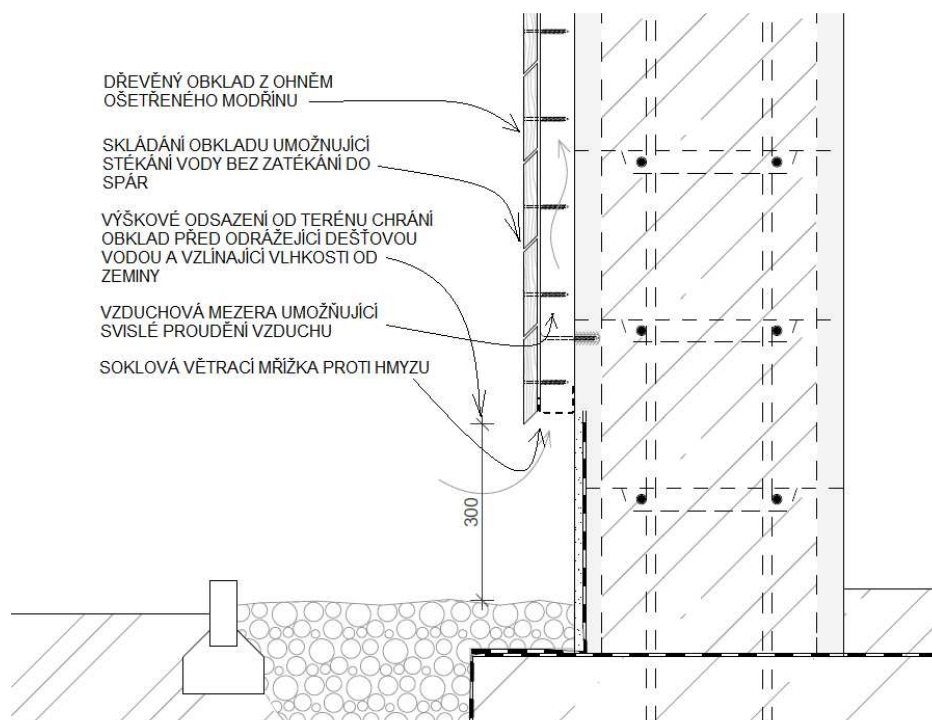 DŘEVĚNÝ OBKLAD Z OHNĚM
OŠETŘENÉHO MODŘÍNU
SKLÁDÁNÍ OBKLADU UMOŽNUJÍCÍ
STÉKÁNÍ VODY BEZ ZATÉKÁNÍ DO
SPÁR
VÝŠKOVÉ ODSAZENÍ OD TERÉNU CHRÁNÍ
OBKLAD PŘED ODRÁŽEJÍCÍ DEŠŤOVOU
VODOU A VZLÍNAJÍCÍ VLHKOSTI OD
ZEMINY
VZDUCHOVÁ MEZERA UMOŽŇUJÍCÍ
SVISLÉ PROUDĚNÍ VZDUCHU
SOKLOVÁ VĚTRACÍ MŘÍŽKA PROTI HMYZU
300